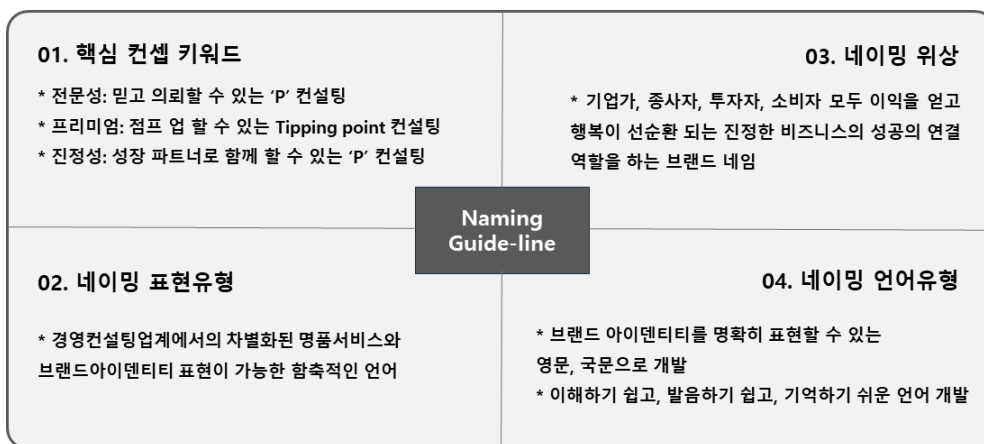 01. 핵심 컨셉 키워드
* 전문성: 믿고 의뢰할 수 있는 ‘P’ 컨설팅
* 프리미엄: 점프 업 할 수 있는 Tipping point 컨설팅
* 진정성: 성장 파트너로 함께 할 수 있는 ‘P’ 컨설팅
03. 네이밍 위상
* 기업가, 종사자, 투자자, 소비자 모두 이익을 얻고
행복이 선순환 되는 진정한 비즈니스의 성공의 연결
역할을 하는 브랜드 네임
Naming
Guide-line
02. 네이밍 표현유형
* 경영컨설팅업계에서의 차별화된 명품서비스와
브랜드아이덴티티 표현이 가능한 함축적인 언어
04. 네이밍 언어유형
* 브랜드 아이덴티티를 명확히 표현할 수 있는
영문, 국문으로 개발
* 이해하기 쉽고, 발음하기 쉽고, 기억하기 쉬운 언어 개발